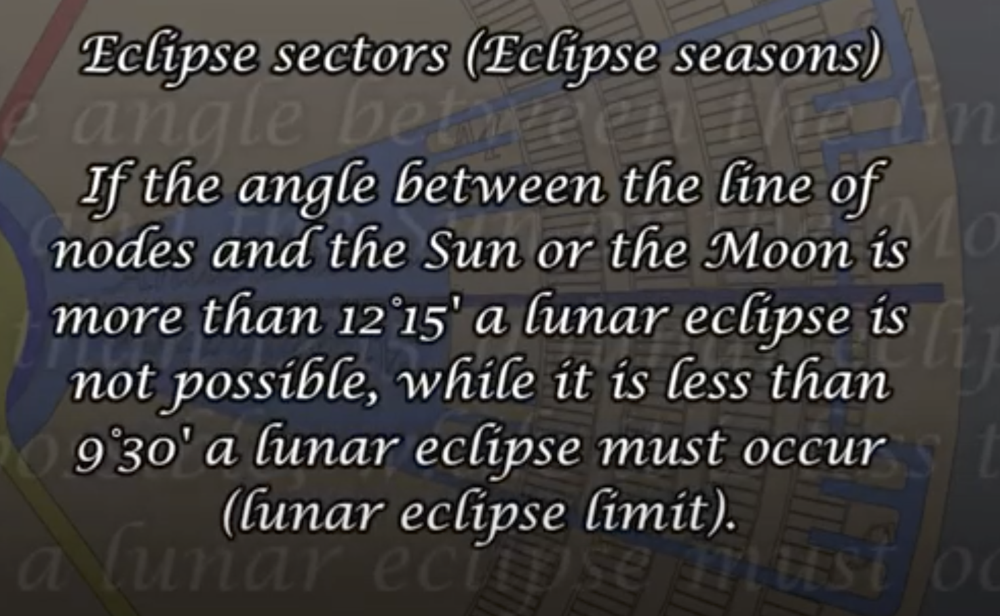 Eclipse sectors (Eclipse seasons)
If the angle between the line of
nodes and the Sun or the Moon is
more than 12°15' a lunar eclipse is
not possible, while it is less than
9°30' a lunar eclipse must occur
(lunar eclipse limit).